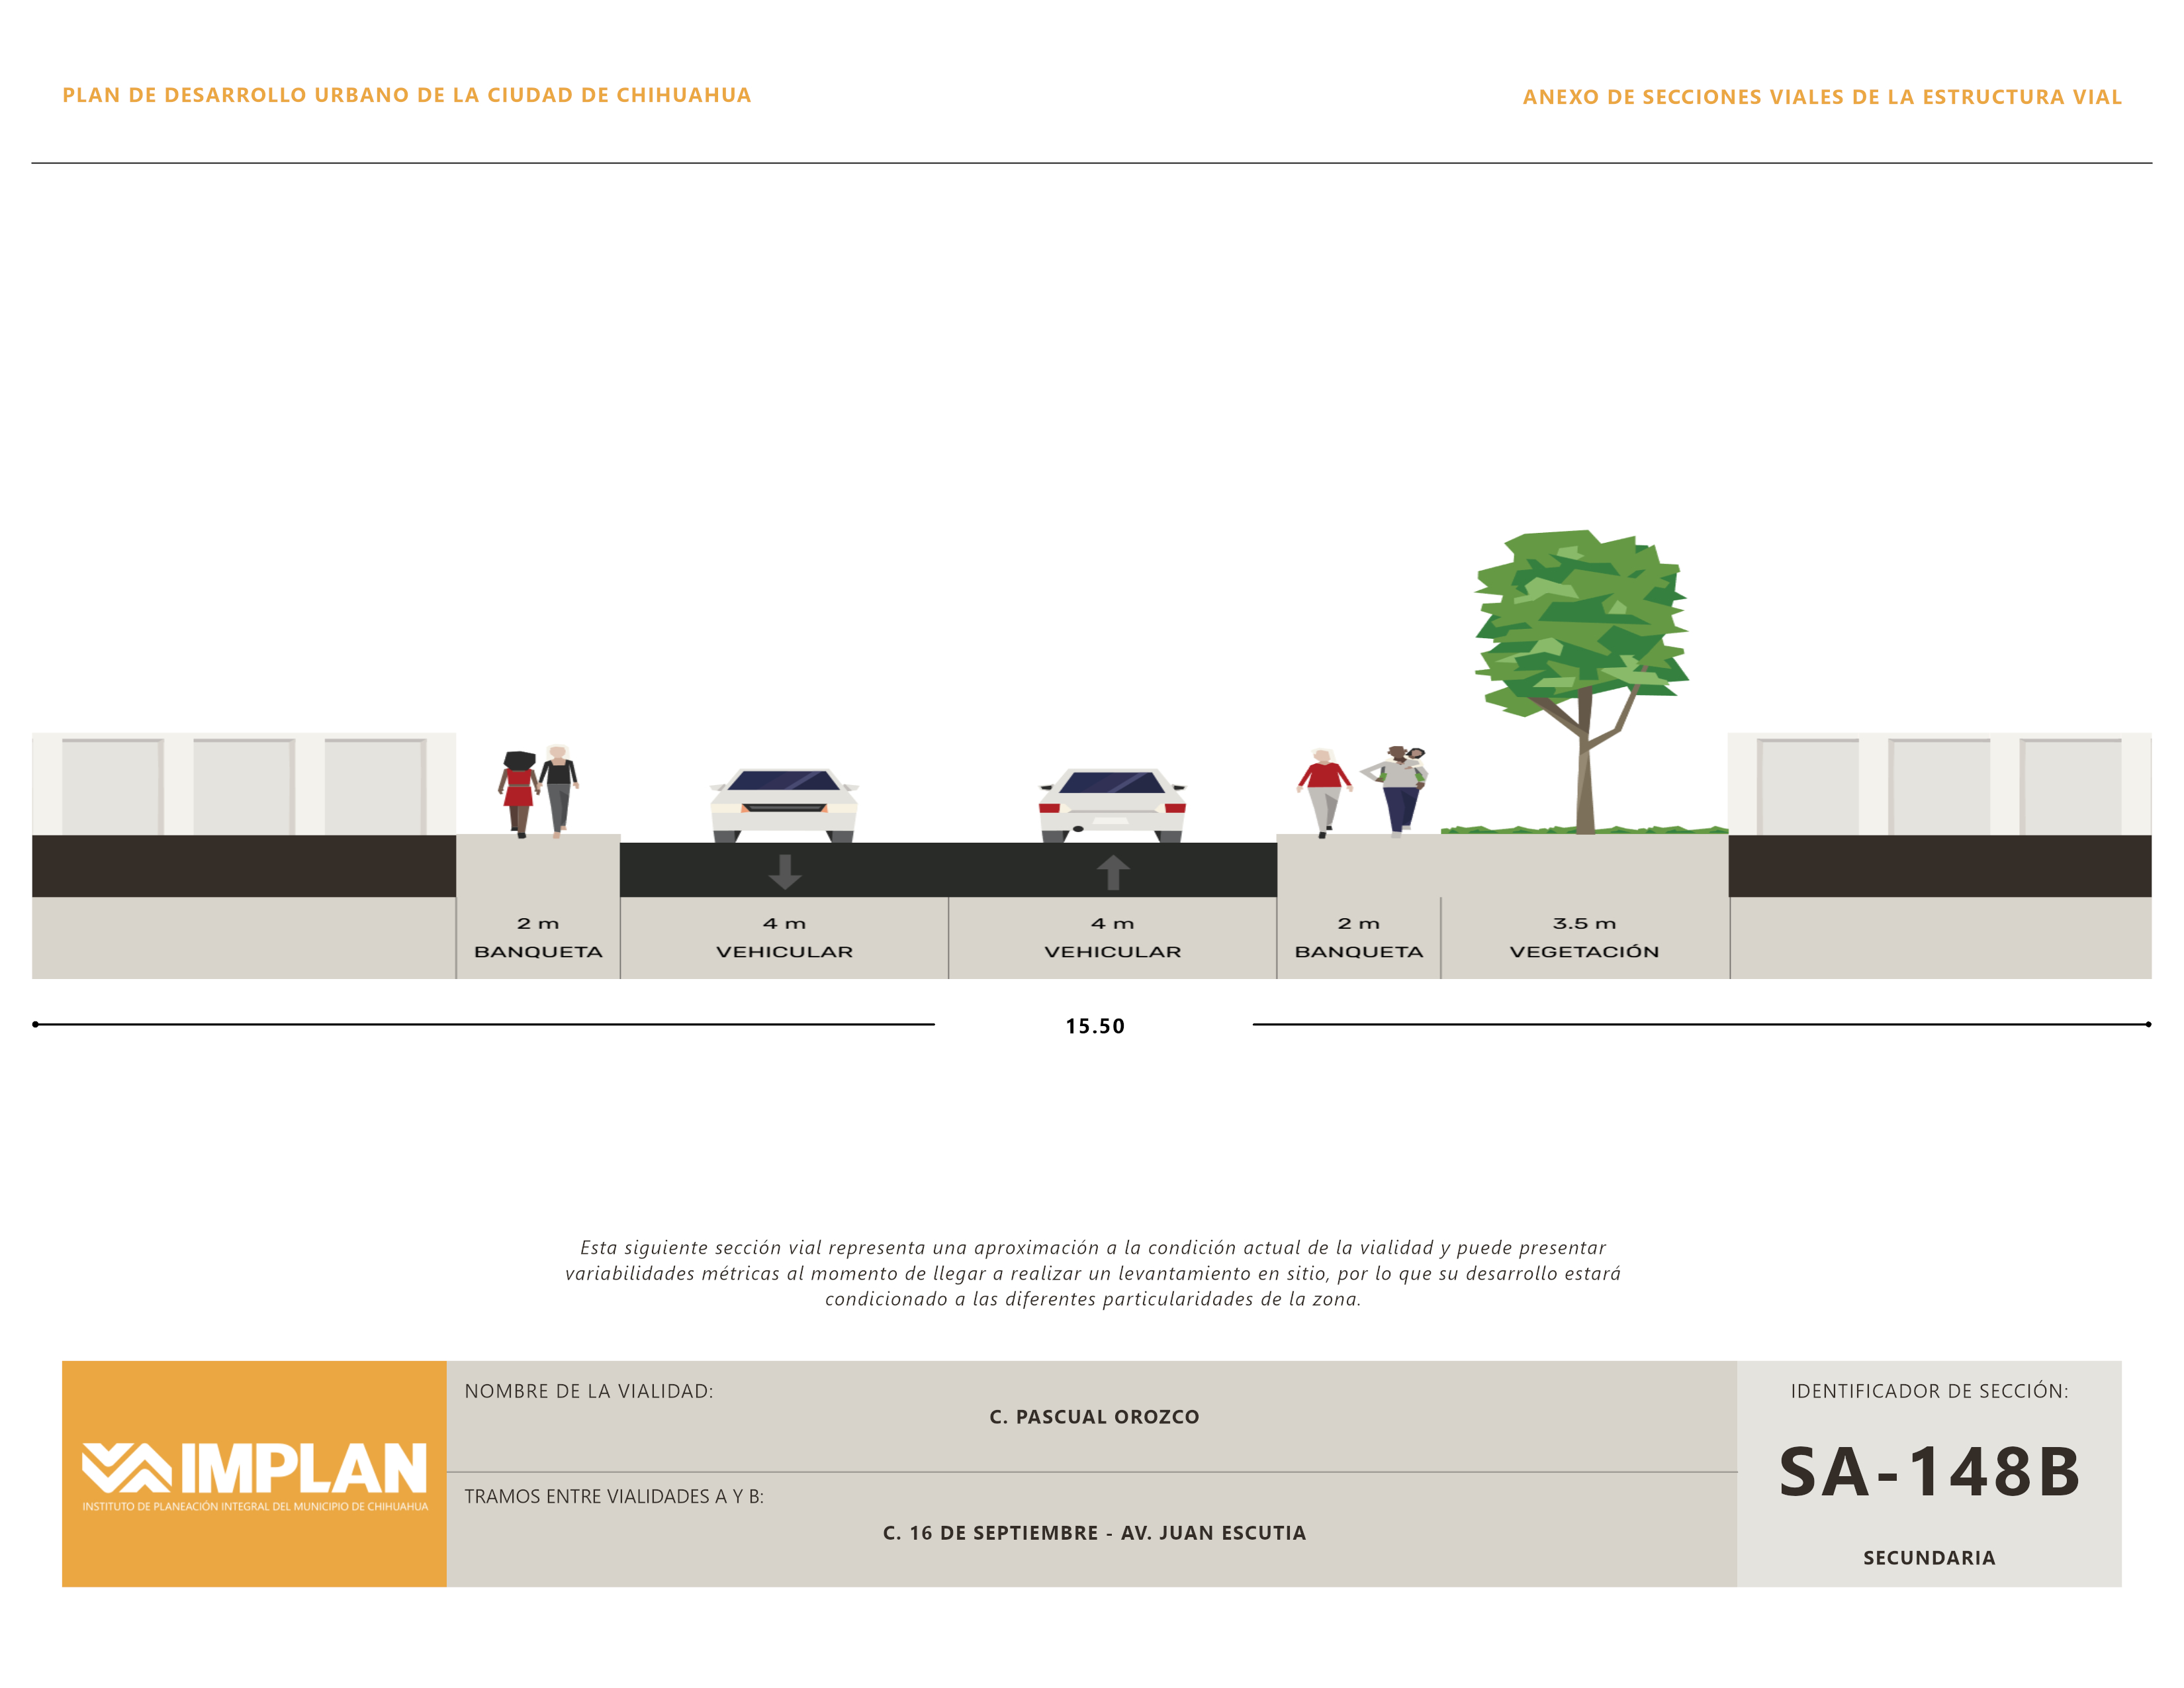 PLAN DE DESARROLLO URBANO DE LA CIUDAD DE CHIHUAHUA
ANEXO DE SECCIONES VIALES DE LA ESTRUCTURA VIAL
2 m
BANQUETA
4 m
VEHICULAR
4 m
VEHICULAR
2 m
BANQUETA
3.5 m
VEGETACIÓN
15.50
Esta siguiente sección vial representa una aproximación a la condición actual de la vialidad y puede presentar
variabilidades métricas al momento de llegar a realizar un levantamiento en sitio, por lo que su desarrollo estará
condicionado a las diferentes particularidades de la zona.
IMPLAN
INSTITUTO DE PLANEACIÓN INTEGRAL DEL MUNICIPIO DE CHIHUAHUA
NOMBRE DE LA VIALIDAD:
C. PASCUAL OROZCO
TRAMOS ENTRE VIALIDADES A Y B:
C. 16 DE SEPTIEMBRE - AV. JUAN ESCUTIA
IDENTIFICADOR DE SECCIÓN:
SA-148B
SECUNDARIA